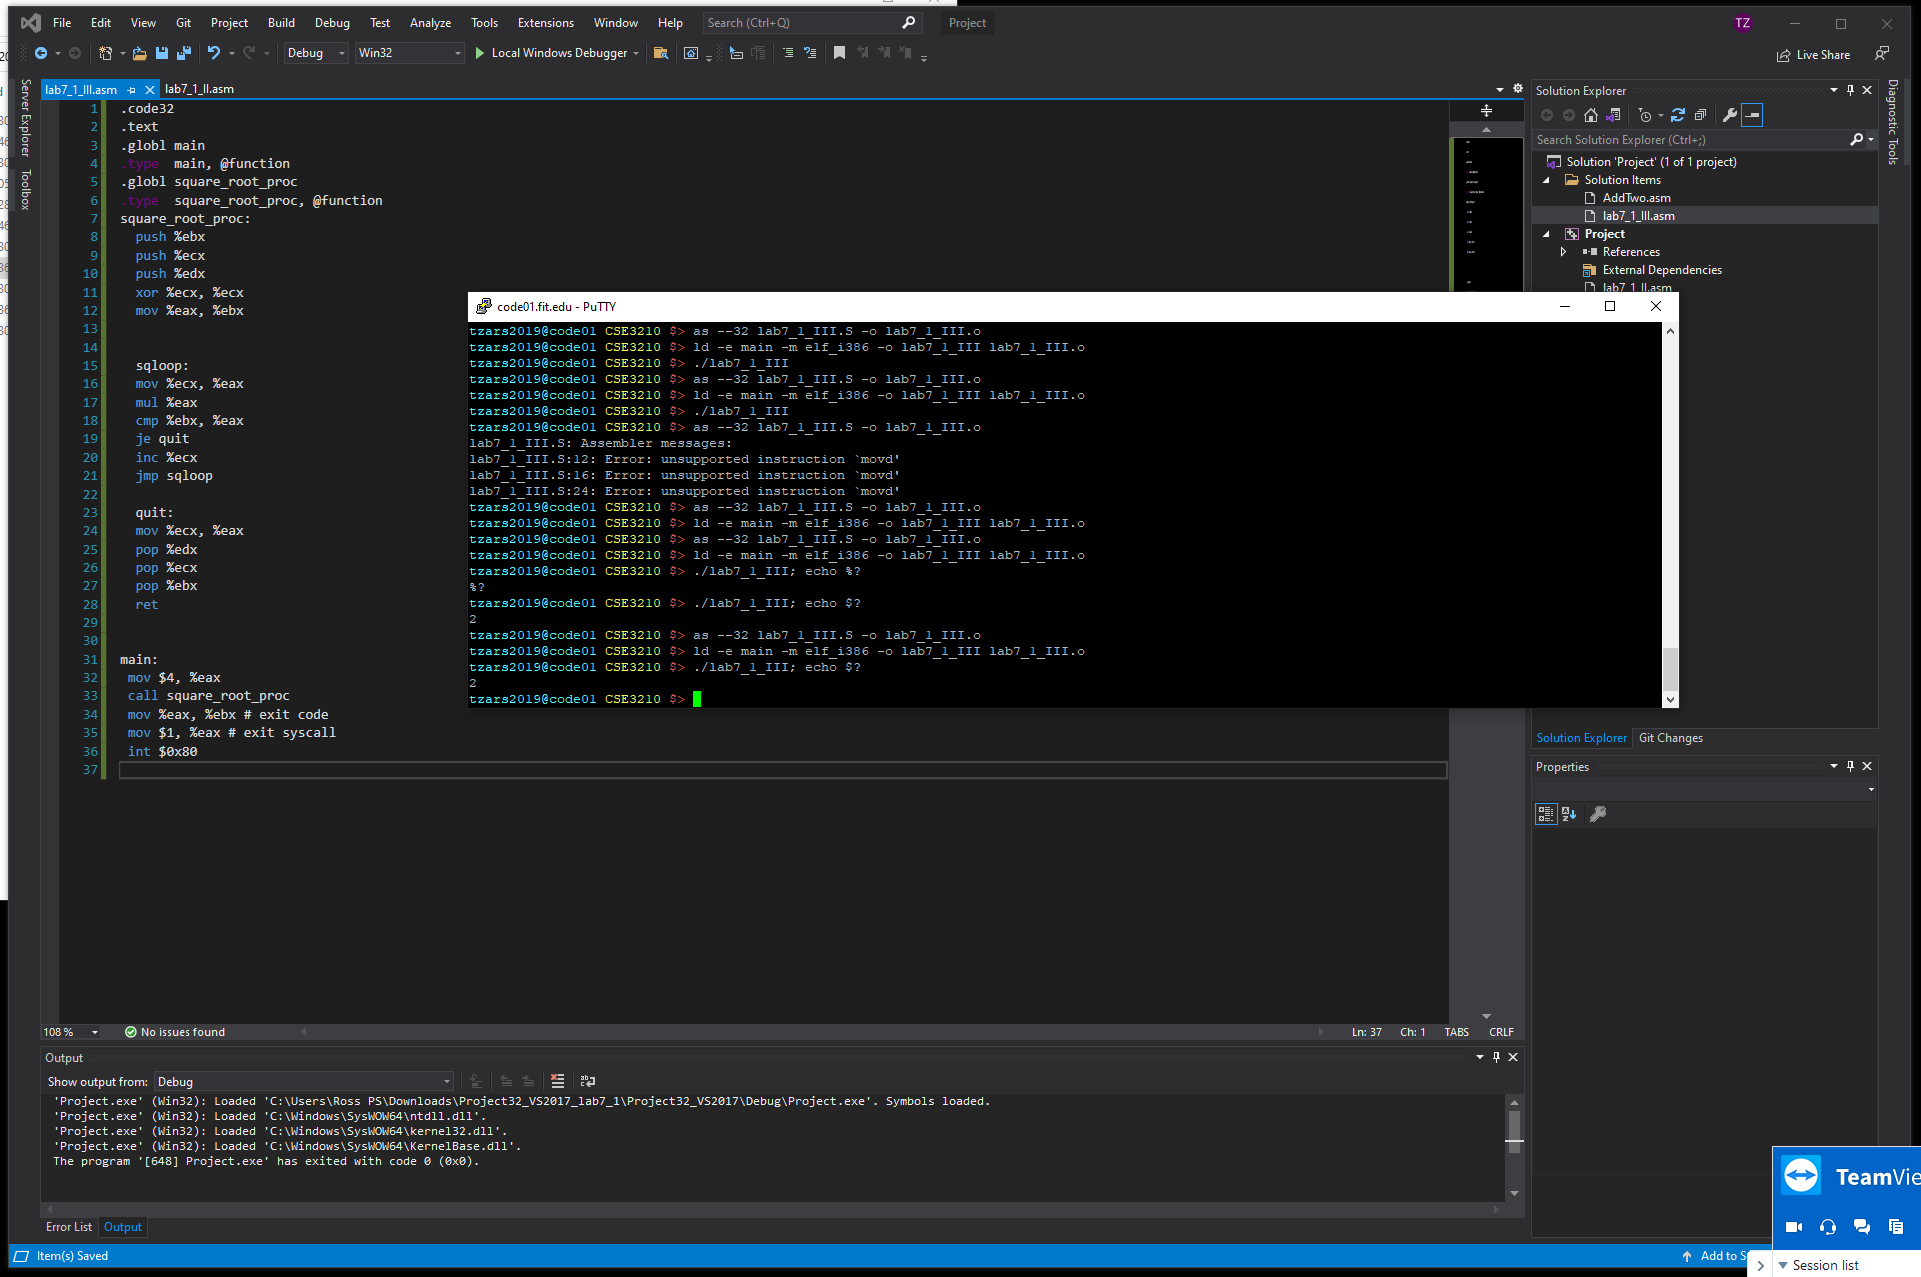 File Edit View Git Project Build Debug Test Analyze Tools Extensions Window Help Search (Ctrl+Q) Project TZ
Debug Win32 Local Windows Debugger Live Share
Server Explorer
Toolbox
lab7_1_III.asm lab7_1_II.asm
1 .code32
2 .text
3 .globl main
4 .type main, @function
5 .globl square_root_proc
6 .type square_root_proc, @function
7 square_root_proc:
8 push %ebx
9 push %ecx
10 push %edx
11 xor %ecx, %ecx
12 mov %eax, %ebx
13
14
15 sqloop:
16 mov %ecx, %eax
17 mul %eax
18 cmp %ebx, %eax
19 je quit
20 inc %ecx
21 jmp sqloop
22
23 quit:
24 mov %ecx, %eax
25 pop %edx
26 pop %ecx
27 pop %ebx
28 ret
29
30
31 main:
32 mov $4, %eax
33 call square_root_proc
34 mov %eax, %ebx # exit code
35 mov $1, %eax # exit syscall
36 int $0x80
37
code01.fit.edu - PuTTY
tzars2019@code01 CSE3210 $> as --32 lab7_1_III.S -o lab7_1_III.o
tzars2019@code01 CSE3210 $> ld -e main -m elf_i386 -o lab7_1_III lab7_1_III.o
tzars2019@code01 CSE3210 $> ./lab7_1_III
tzars2019@code01 CSE3210 $> as --32 lab7_1_III.S -o lab7_1_III.o
tzars2019@code01 CSE3210 $> ld -e main -m elf_i386 -o lab7_1_III lab7_1_III.o
tzars2019@code01 CSE3210 $> ./lab7_1_III
tzars2019@code01 CSE3210 $> as --32 lab7_1_III.S -o lab7_1_III.o
lab7_1_III.S: Assembler messages:
lab7_1_III.S:12: Error: unsupported instruction `movd'
lab7_1_III.S:16: Error: unsupported instruction `movd'
lab7_1_III.S:24: Error: unsupported instruction `movd'
tzars2019@code01 CSE3210 $> as --32 lab7_1_III.S -o lab7_1_III.o
tzars2019@code01 CSE3210 $> ld -e main -m elf_i386 -o lab7_1_III lab7_1_III.o
tzars2019@code01 CSE3210 $> as --32 lab7_1_III.S -o lab7_1_III.o
tzars2019@code01 CSE3210 $> ld -e main -m elf_i386 -o lab7_1_III lab7_1_III.o
tzars2019@code01 CSE3210 $> ./lab7_1_III; echo %?
%?
tzars2019@code01 CSE3210 $> ./lab7_1_III; echo $?
2
tzars2019@code01 CSE3210 $> as --32 lab7_1_III.S -o lab7_1_III.o
tzars2019@code01 CSE3210 $> ld -e main -m elf_i386 -o lab7_1_III lab7_1_III.o
tzars2019@code01 CSE3210 $> ./lab7_1_III; echo $?
2
tzars2019@code01 CSE3210 $>
Solution Explorer
Search Solution Explorer (Ctrl+;)
Solution 'Project' (1 of 1 project)
Solution Items
AddTwo.asm
lab7_1_III.asm
Project
References
External Dependencies
lab7_1_II.asm
Diagnostic Tools
Solution Explorer Git Changes
Properties
108 % No issues found Ln: 37 Ch: 1 TABS CRLF
Output
Show output from: Debug
'Project.exe' (Win32): Loaded 'C:\Users\Ross PS\Downloads\Project32_VS2017_lab7_1\Project32_VS2017\Debug\Project.exe'. Symbols loaded.
'Project.exe' (Win32): Loaded 'C:\Windows\SysWOW64\ntdll.dll'.
'Project.exe' (Win32): Loaded 'C:\Windows\SysWOW64\kernel32.dll'.
'Project.exe' (Win32): Loaded 'C:\Windows\SysWOW64\KernelBase.dll'.
The program '[648] Project.exe' has exited with code 0 (0x0).
Error List Output
Item(s) Saved Add to S
TeamVie
Session list